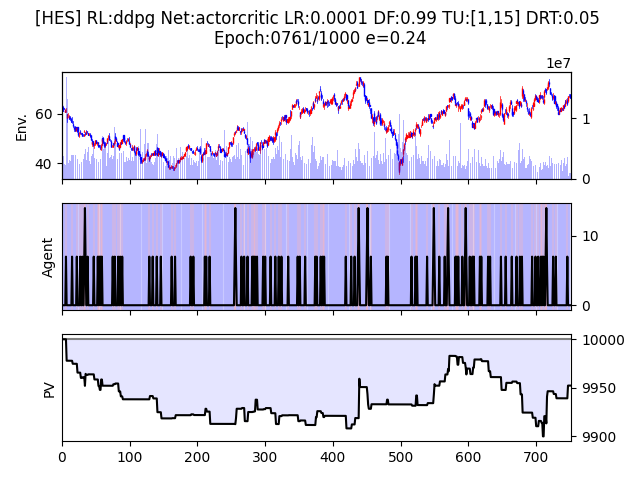 [HES] RL:ddpg Net:actorcritic LR:0.0001 DF:0.99 TU:[1,15] DRT:0.05
Epoch:0761/1000 e=0.24
1e7
Env.
60
40
1
0
Agent
10
0
PV
10000
9950
9900
0 100 200 300 400 500 600 700